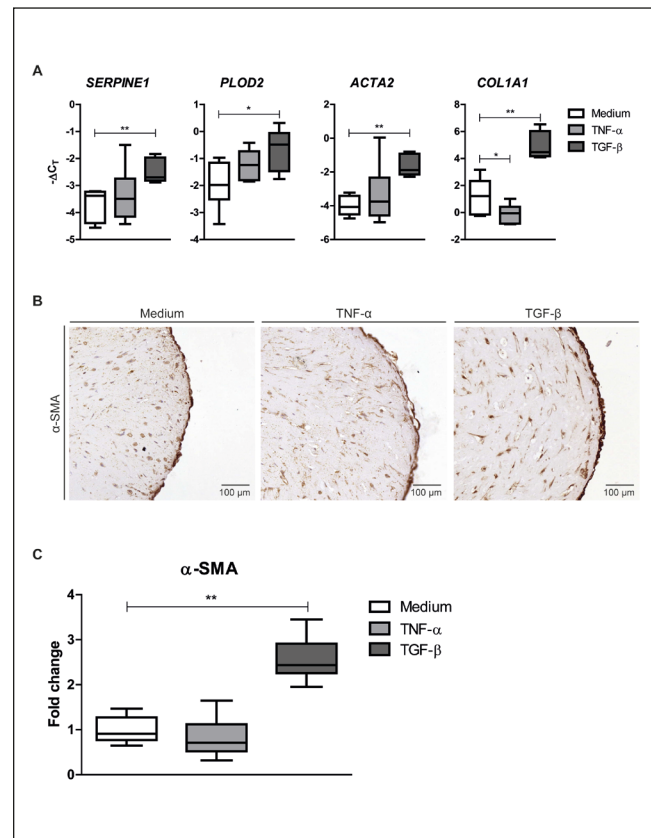 A
SERPINE1 PLOD2 ACTA2 COL1A1
-ΔCT
0
-1
-2
-3
-4
-5
**
1
0
-1
-2
-3
-4
*
2
0
-2
-4
-6
**
8
6
4
2
0
-2
**
*
Medium
TNF-α
TGF-β
B
Medium TNF-α TGF-β
α-SMA
100 µm 100 µm 100 µm
C
α-SMA
Fold change
4
3
2
1
0
**
Medium
TNF-α
TGF-β